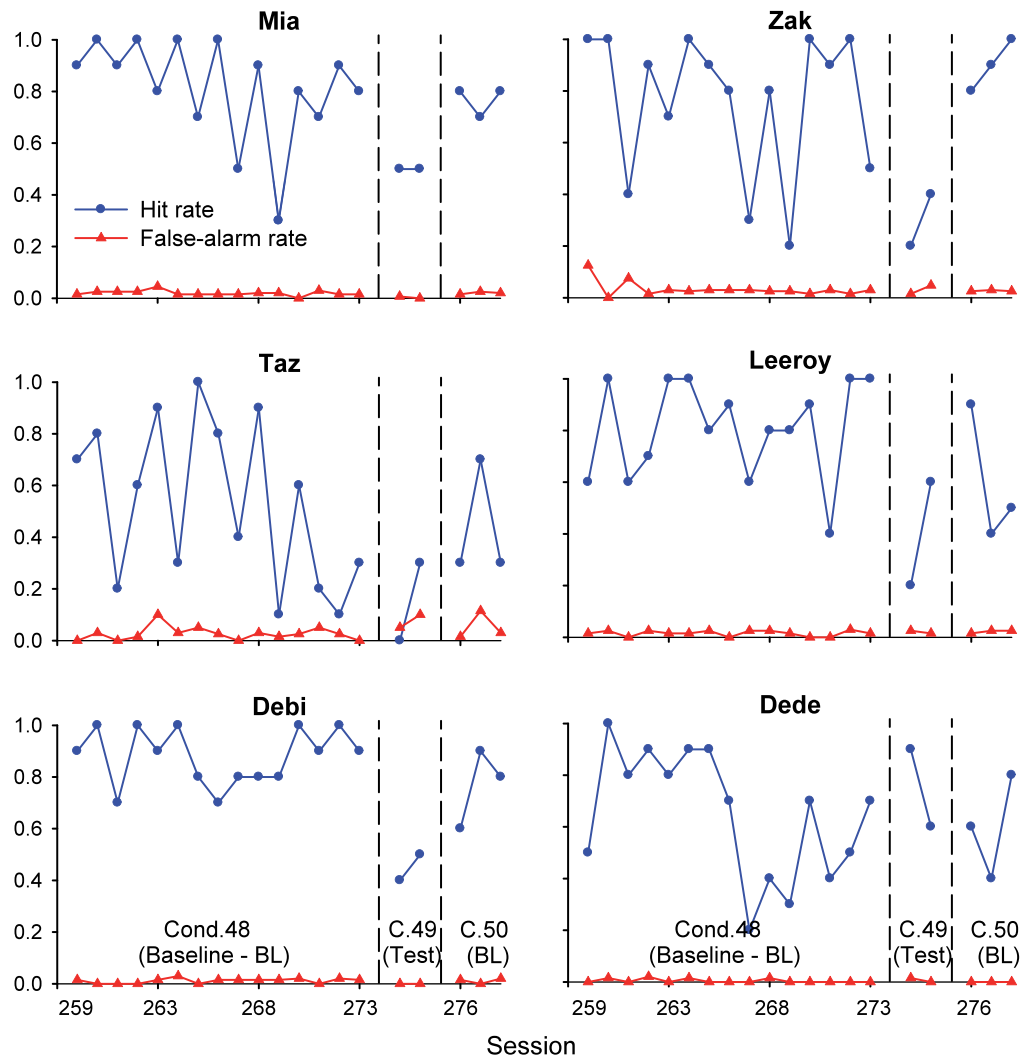 Mia
Zak
1.0
0.8
0.6
0.4
0.2
0.0
Hit rate
False-alarm rate
Taz
Leeroy
1.0
0.8
0.6
0.4
0.2
0.0
Debi
Dede
1.0
0.8
0.6
0.4
0.2
0.0
Cond.48
(Baseline - BL)
C.49
(Test)
C.50
(BL)
Cond.48
(Baseline - BL)
C.49
(Test)
C.50
(BL)
259 263 268 273 276
259 263 268 273 276
Session